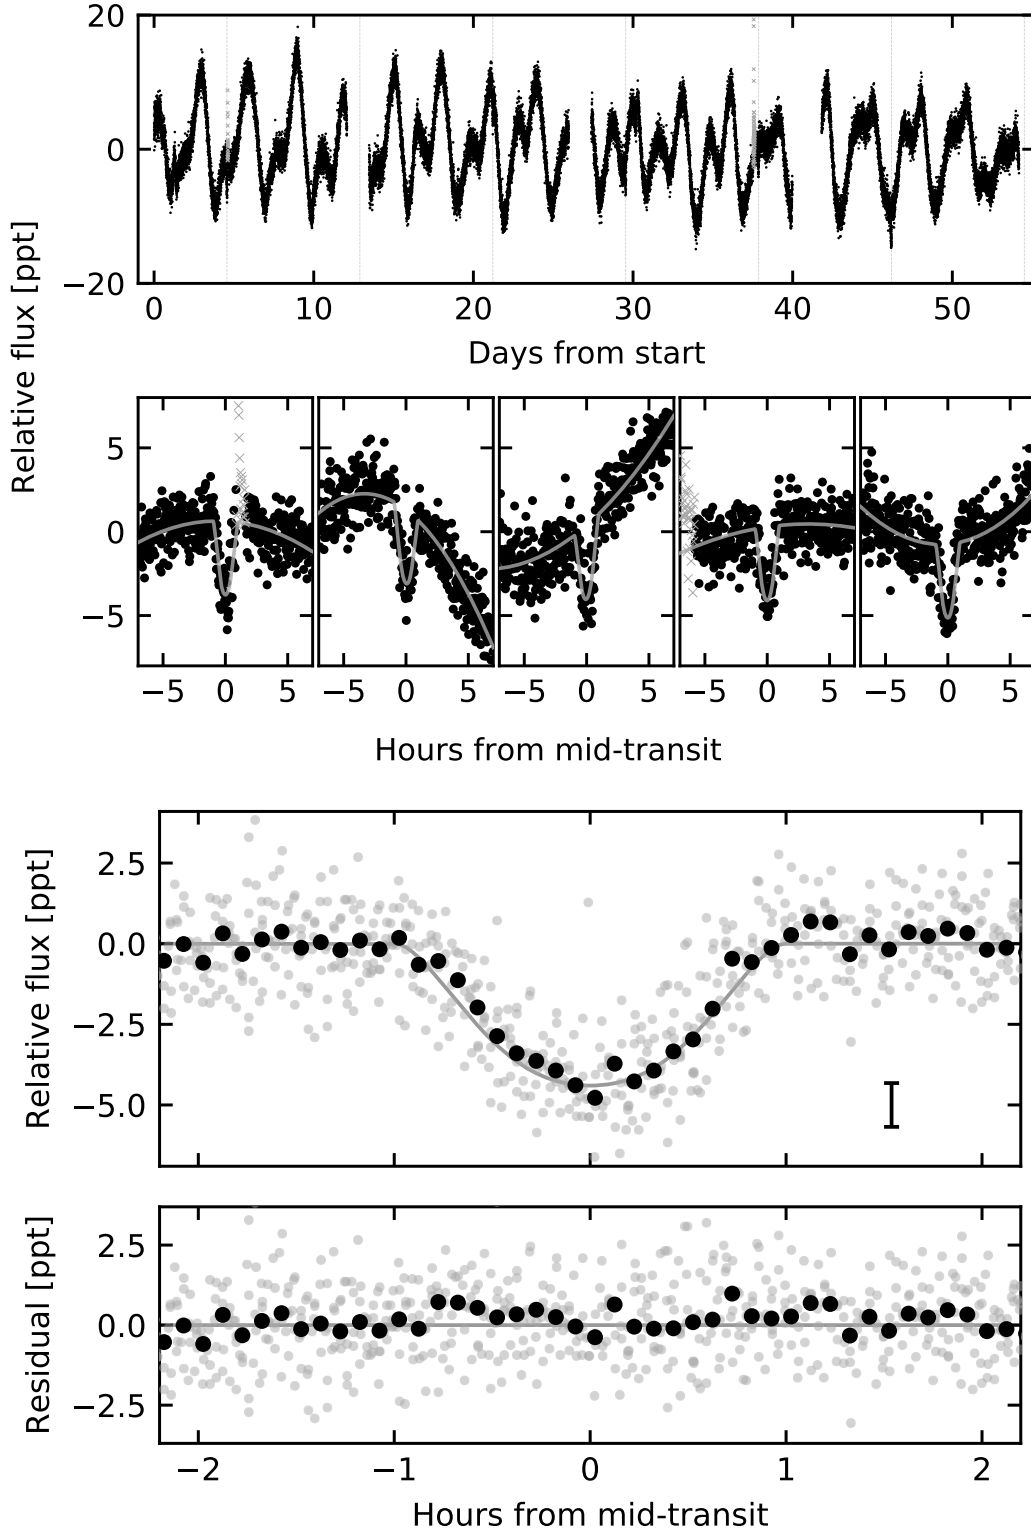 20
10
0
−20
0 10 20 30 40 50
Days from start
Relative flux [ppt]
5
0
−5
−5 0 5 −5 0 5 −5 0 5 −5 0 5 −5 0 5
Hours from mid-transit
2.5
0.0
−2.5
−5.0
Relative flux [ppt]
2.5
0.0
−2.5
Residual [ppt]
−2 −1 0 1 2
Hours from mid-transit